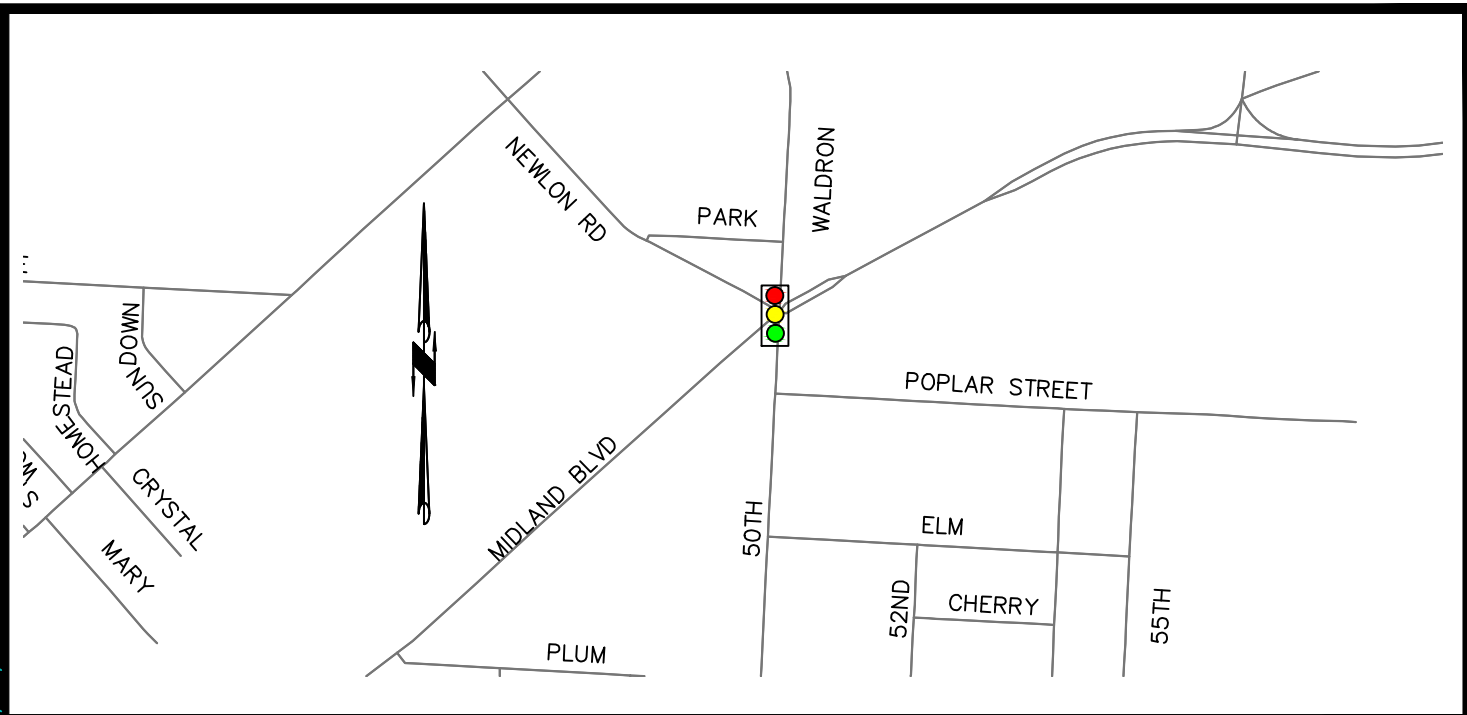 NEWLON RD
PARK
WALDRON
SUN DOWN
HOMESTEAD
POPLAR STREET
CRYSTAL
MIDLAND BLVD
50TH
ELM
MARY
52ND
CHERRY
55TH
PLUM